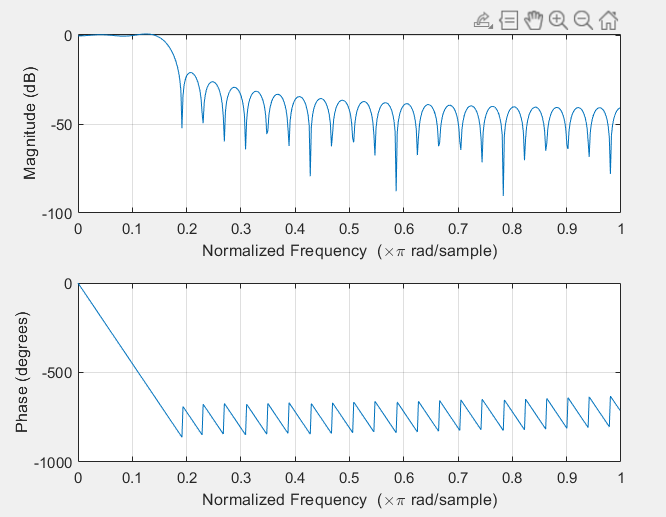 0
-50
-100
Magnitude (dB)
0 0.1 0.2 0.3 0.4 0.5 0.6 0.7 0.8 0.9 1
Normalized Frequency (×π rad/sample)
0
-500
-1000
Phase (degrees)
0 0.1 0.2 0.3 0.4 0.5 0.6 0.7 0.8 0.9 1
Normalized Frequency (×π rad/sample)